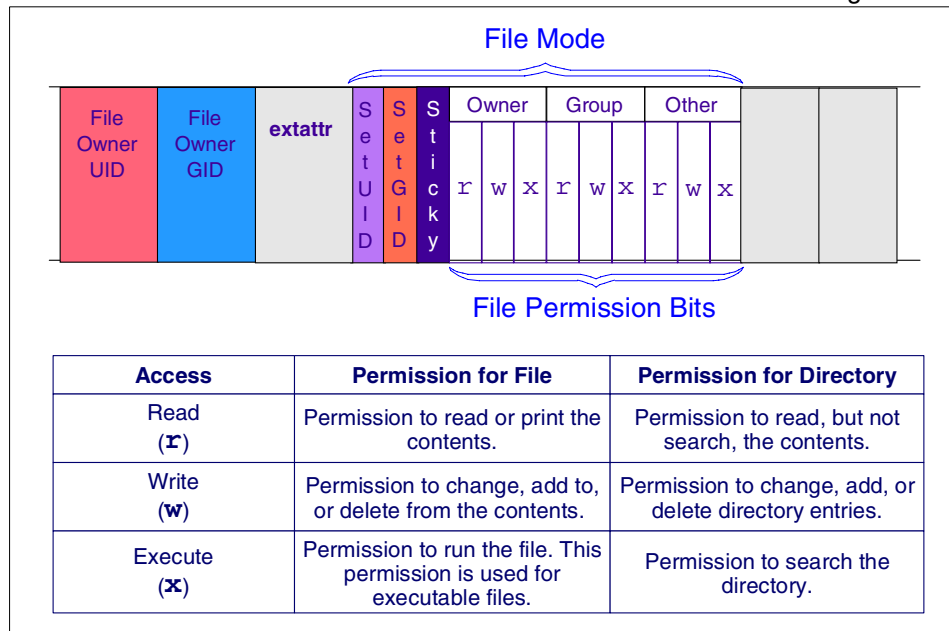 File Mode
File Owner UID
File Owner GID
extattr
SetUID
SetGID
Sticky
Owner Group Other
r w x r w x r w x
File Permission Bits
Access Permission for File Permission for Directory
Read
(r)
Permission to read or print the
contents.
Permission to read, but not
search, the contents.
Write
(w)
Permission to change, add to,
or delete from the contents.
Permission to change, add, or
delete directory entries.
Execute
(x)
Permission to run the file. This
permission is used for
executable files.
Permission to search the
directory.